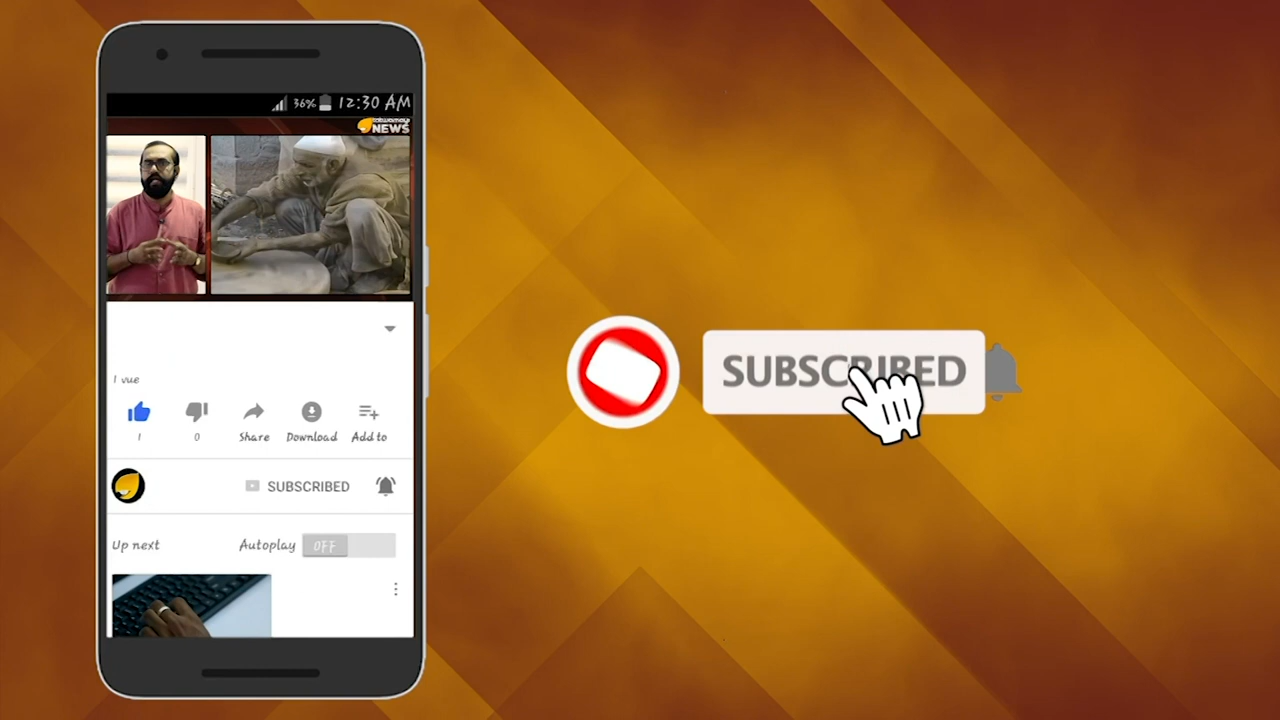 36% 12:30 AM
tatwamayi
NEWS
1 vue
1 0 Share Download Add to
SUBSCRIBED
Up next Autoplay OFF
SUBSCRIBED